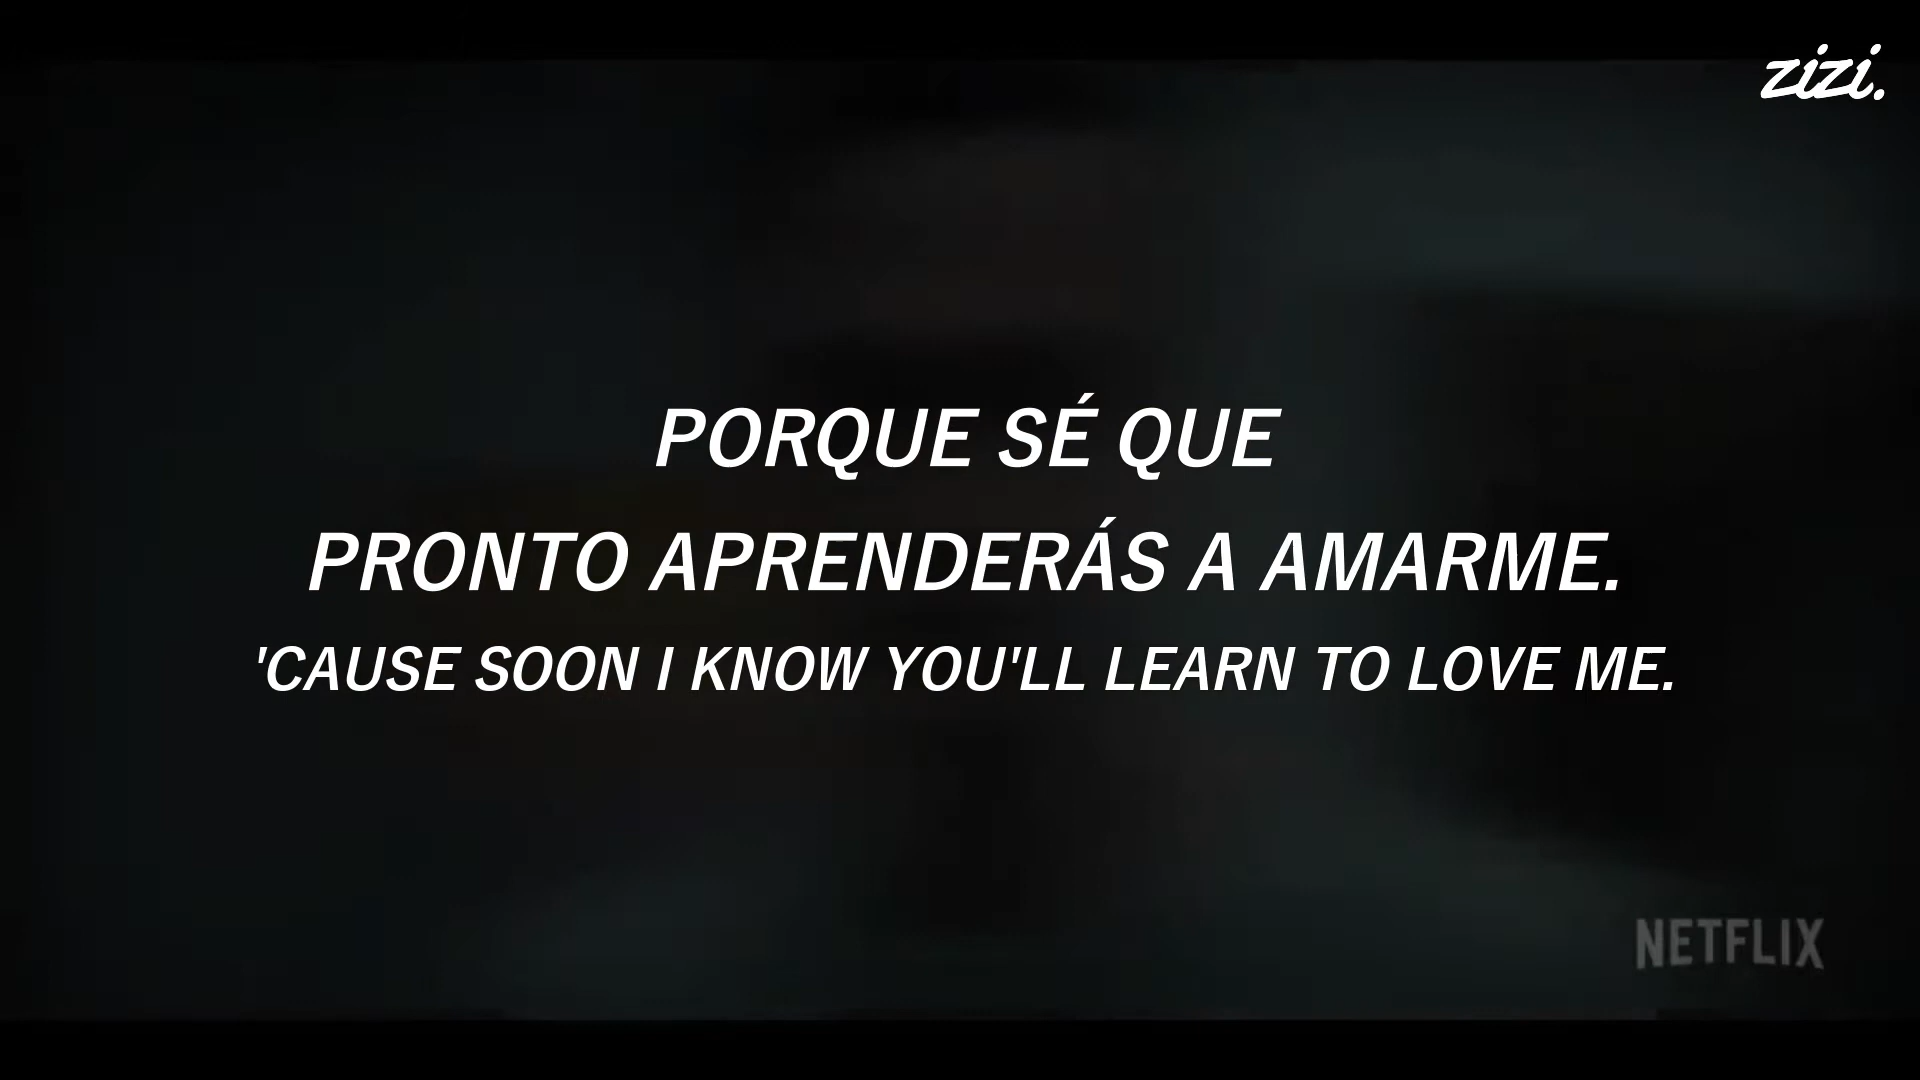 zizi.
PORQUE SÉ QUE
PRONTO APRENDERÁS A AMARME.
'CAUSE SOON I KNOW YOU'LL LEARN TO LOVE ME.
NETFLIX